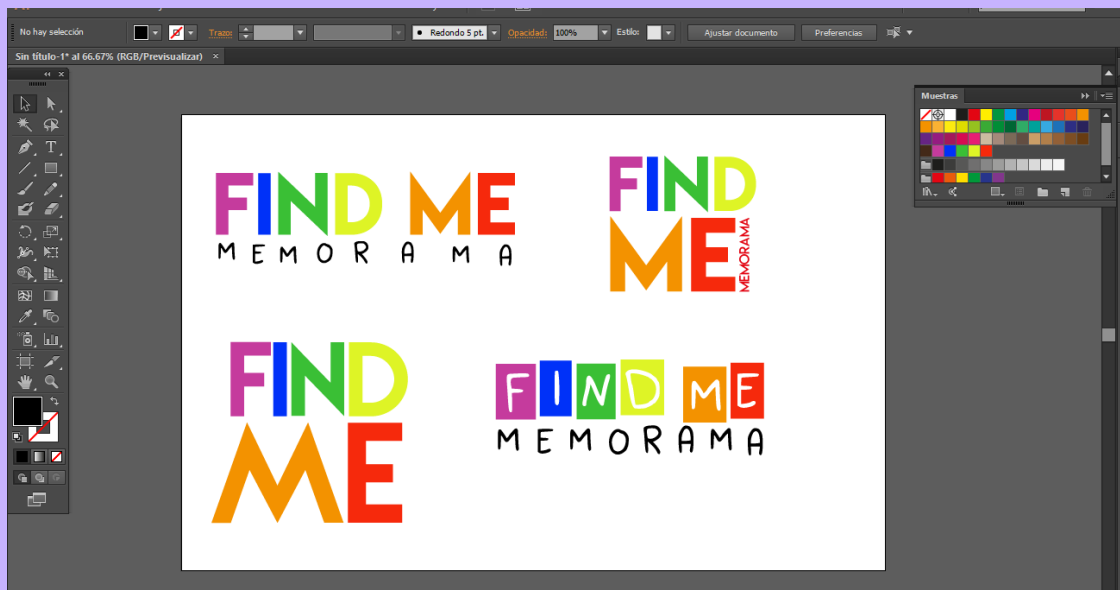 No hay selección
Trazo:
Redondo 5 pt.
Opacidad:
100%
Estilo:
Ajustar documento
Preferencias
Sin título-1* al 66.67% (RGB/Previsualizar) ×
Muestras
FIND ME
MEMORAMA
FIND
ME
MEMORAMA
FIND
ME
FIND ME
MEMORAMA